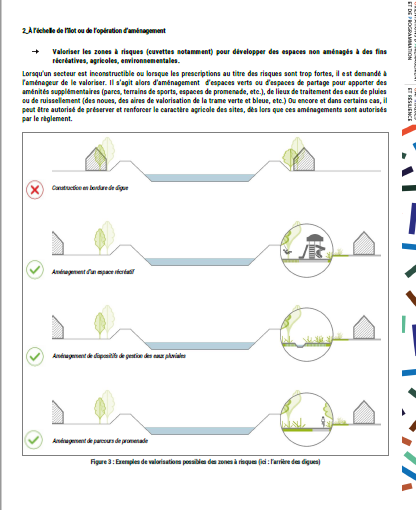 2_À l'échelle de l'îlot ou de l'opération d'aménagement
→ Valoriser les zones à risques (cuvettes notamment) pour développer des espaces non aménagés à des fins
récréatives, agricoles, environnementales.
Lorsqu'un secteur est inconstructible ou lorsque les prescriptions au titre des risques sont trop fortes, il est demandé à
l'aménageur de le valoriser. Il s'agit alors d'aménagement d'espaces verts ou d'espaces de partage pour apporter des
aménités supplémentaires (parcs, terrains de sports, espaces de promenade, etc.), de lieux de traitement des eaux de pluies
ou de ruissellement (des noues, des aires de valorisation de la trame verte et bleue, etc.) Ou encore et dans certains cas, il
peut être autorisé de préserver et renforcer le caractère agricole des sites, dès lors que ces aménagements sont autorisés
par le règlement.
Construction en bordure de digue
Aménagement d'un espace récréatif
Aménagement de dispositifs de gestion des eaux pluviales
Aménagement de parcours de promenade
Figure 3 : Exemples de valorisations possibles des zones à risques (ici : l'arrière des digues)
ET DE PROGRAMMATION
ET RÉSILIENCE